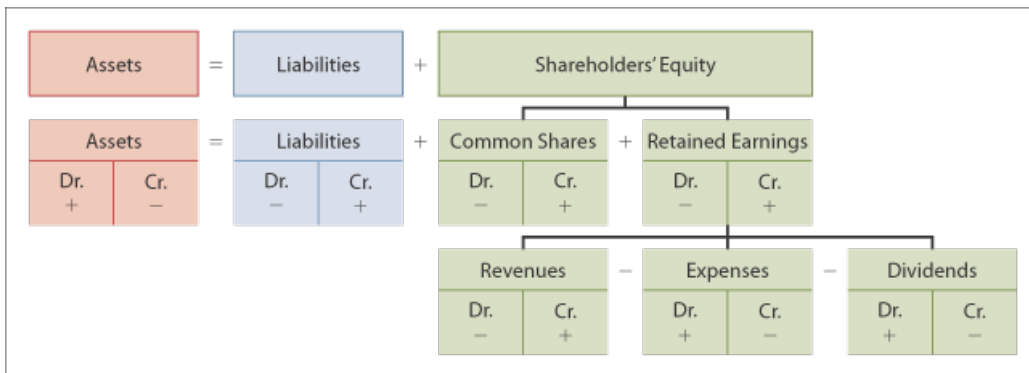 Assets = Liabilities + Shareholders' Equity
Assets = Liabilities + Common Shares + Retained Earnings
Dr. Cr. Dr. Cr. Dr. Cr. Dr. Cr.
+ − − + − + − +
Revenues − Expenses − Dividends
Dr. Cr. Dr. Cr. Dr. Cr.
− + + − + −